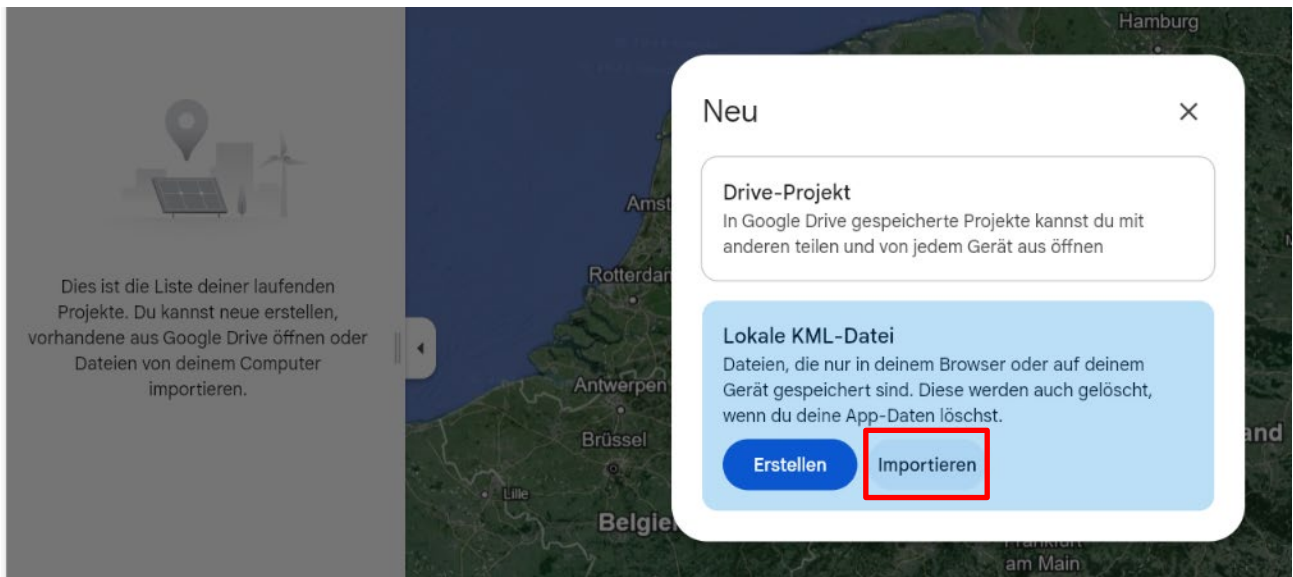 Dies ist die Liste deiner laufenden
Projekte. Du kannst neue erstellen,
vorhandene aus Google Drive öffnen oder
Dateien von deinem Computer
importieren.
Hamburg
Amst
Rotterdam
Antwerpen
Brüssel
Lille
Belgie
Neu
Drive-Projekt
In Google Drive gespeicherte Projekte kannst du mit
anderen teilen und von jedem Gerät aus öffnen
Lokale KML-Datei
Dateien, die nur in deinem Browser oder auf deinem
Gerät gespeichert sind. Diese werden auch gelöscht,
wenn du deine App-Daten löschst.
Erstellen
Importieren
and
am Main